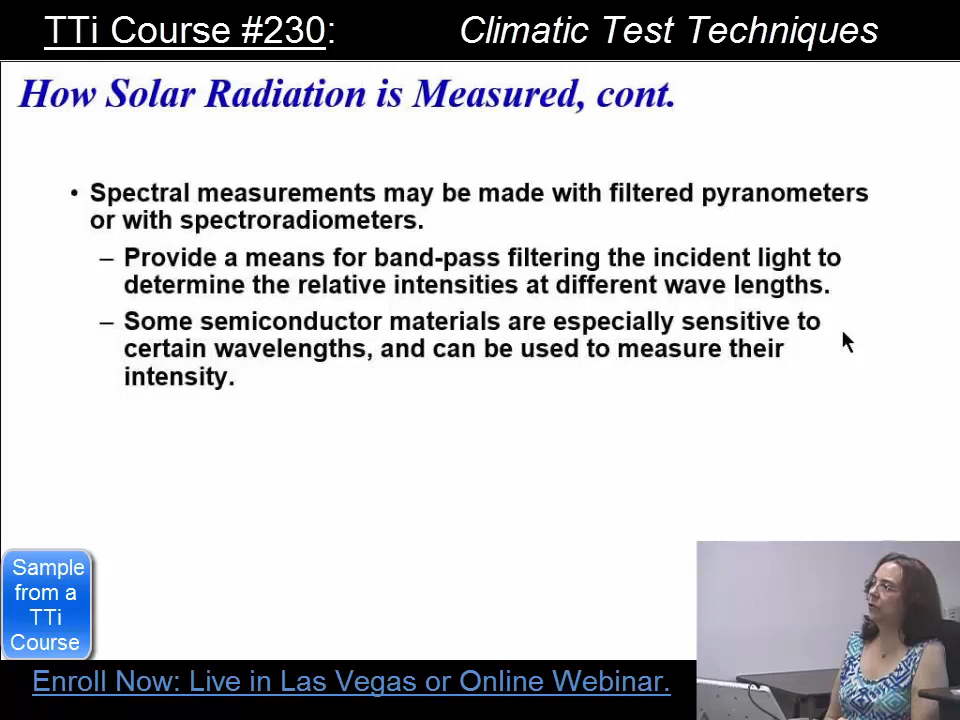 TTi Course #230: Climatic Test Techniques
How Solar Radiation is Measured, cont.
• Spectral measurements may be made with filtered pyranometers
or with spectroradiometers.
– Provide a means for band-pass filtering the incident light to
determine the relative intensities at different wave lengths.
– Some semiconductor materials are especially sensitive to
certain wavelengths, and can be used to measure their
intensity.
Sample
from a
TTi
Course
Enroll Now: Live in Las Vegas or Online Webinar.